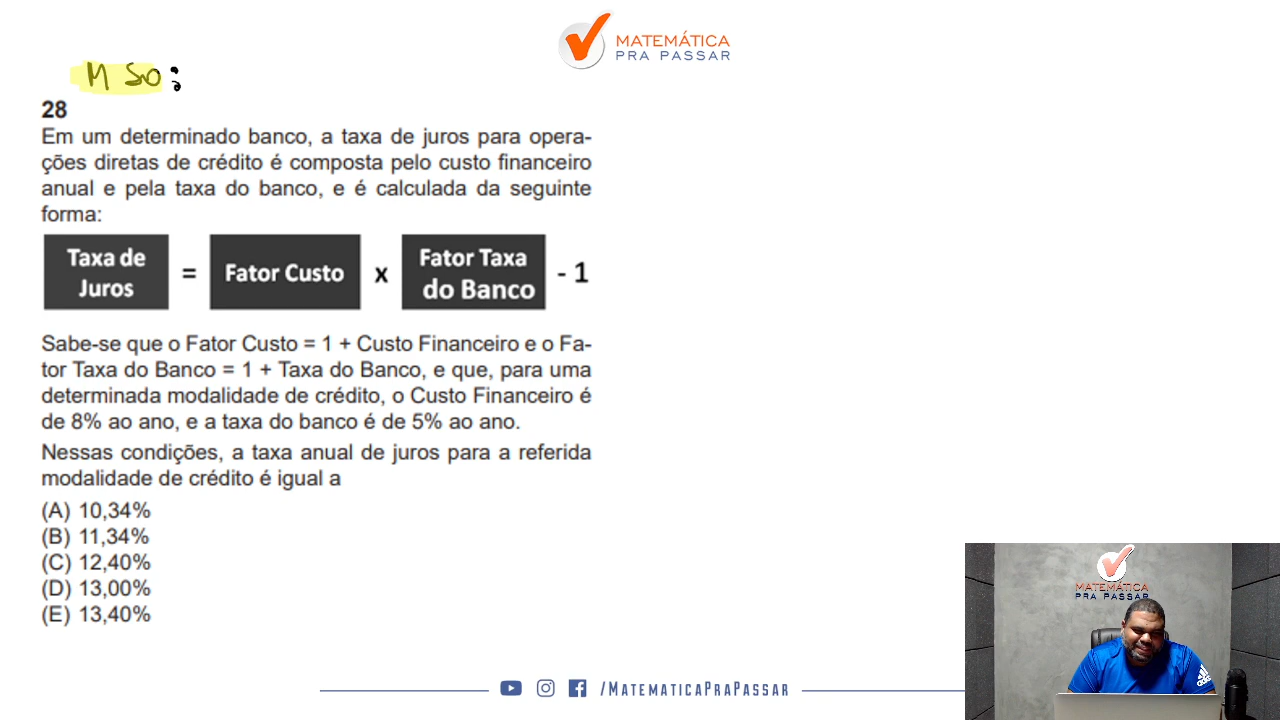 MATEMÁTICA
PRA PASSAR
M SO:
28
Em um determinado banco, a taxa de juros para opera-
ções diretas de crédito é composta pelo custo financeiro
anual e pela taxa do banco, e é calculada da seguinte
forma:
Taxa de Juros = Fator Custo x Fator Taxa do Banco - 1
Sabe-se que o Fator Custo = 1 + Custo Financeiro e o Fa-
tor Taxa do Banco = 1 + Taxa do Banco, e que, para uma
determinada modalidade de crédito, o Custo Financeiro é
de 8% ao ano, e a taxa do banco é de 5% ao ano.
Nessas condições, a taxa anual de juros para a referida
modalidade de crédito é igual a
(A) 10,34%
(B) 11,34%
(C) 12,40%
(D) 13,00%
(E) 13,40%
MATEMÁTICA
PRA PASSAR
adidas
/MATEMATICAPRAPASSAR